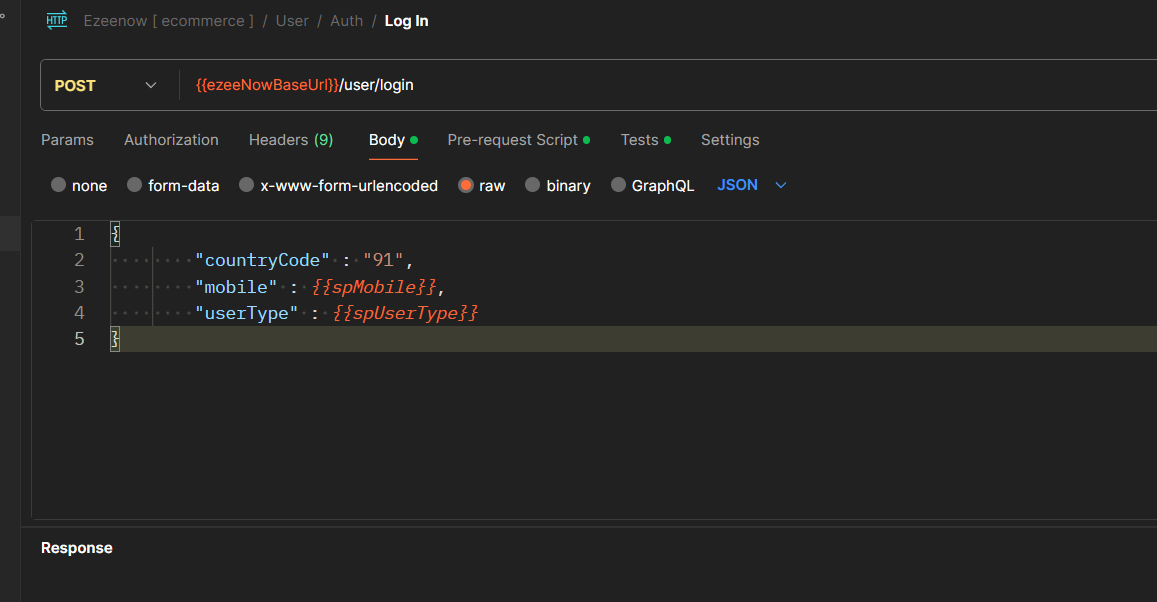 HTTP Ezeenow [ ecommerce ] / User / Auth / Log In
POST {{ezeeNowBaseUrl}}/user/login
Params Authorization Headers (9) Body Pre-request Script Tests Settings
none form-data x-www-form-urlencoded raw binary GraphQL JSON
1 {
2 "countryCode" : "91",
3 "mobile" : {{spMobile}},
4 "userType" : {{spUserType}}
5 }
Response